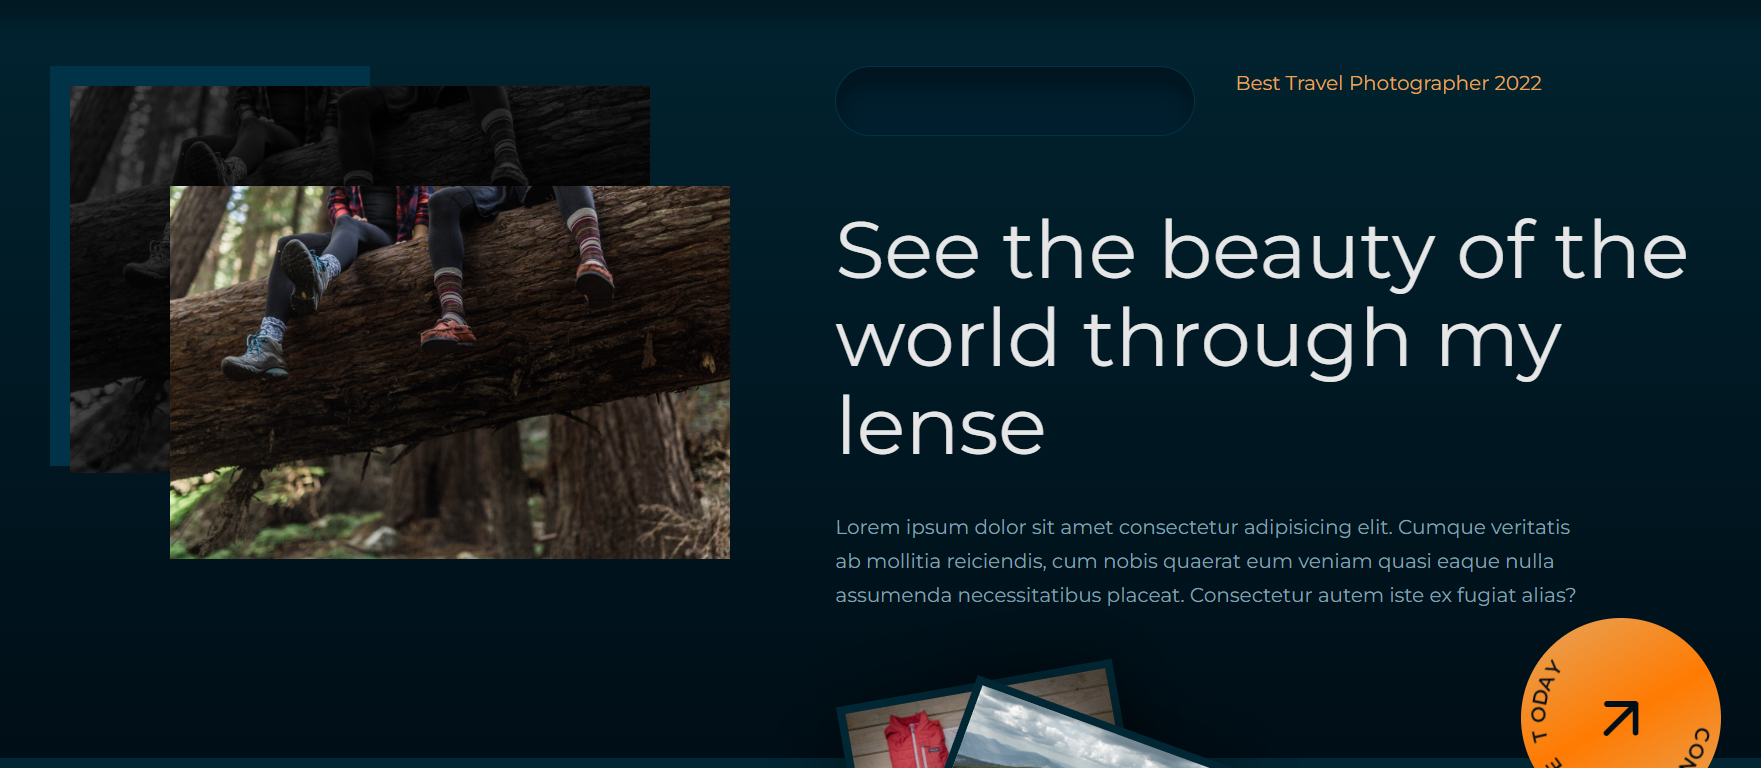 Best Travel Photographer 2022
See the beauty of the
world through my
lense
Lorem ipsum dolor sit amet consectetur adipisicing elit. Cumque veritatis
ab mollitia reiciendis, cum nobis quaerat eum veniam quasi eaque nulla
assumenda necessitatibus placeat. Consectetur autem iste ex fugiat alias?
TODAY